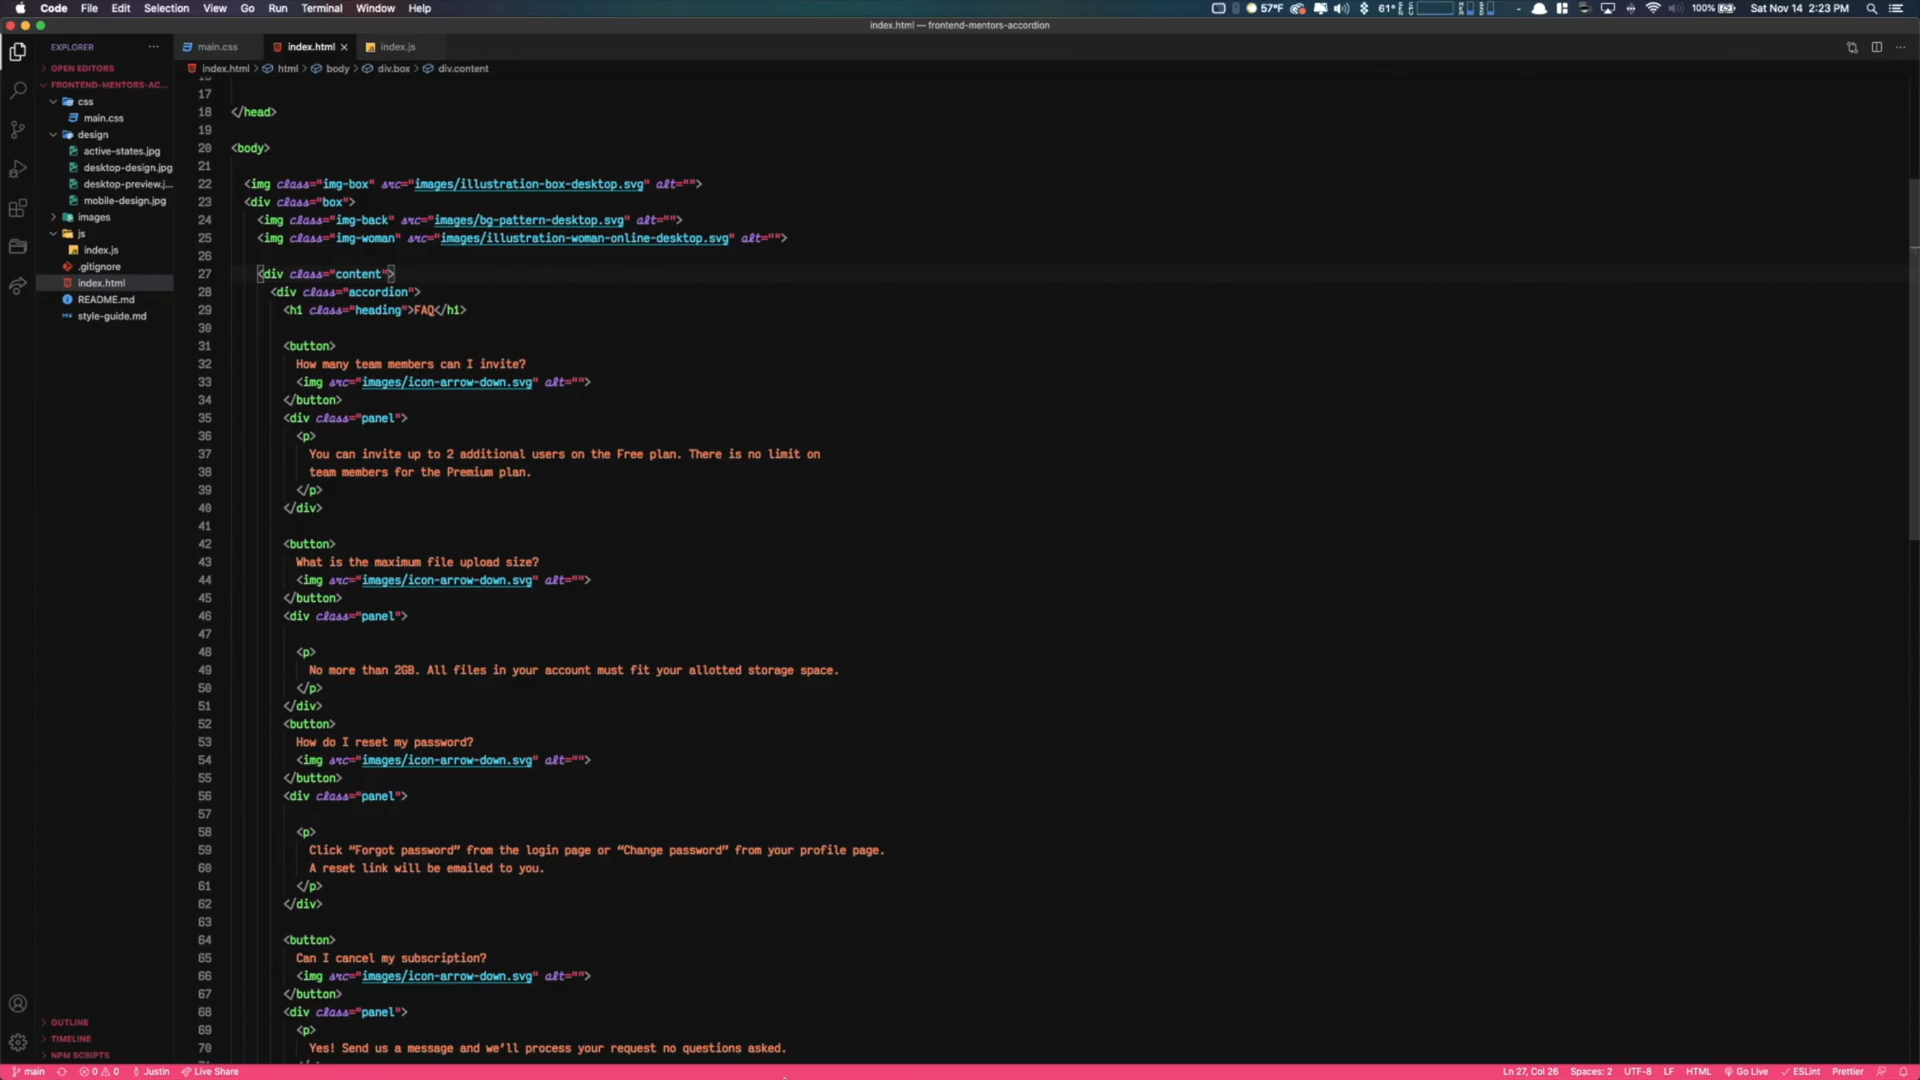 Code File Edit Selection View Go Run Terminal Window Help
57°F 61° 100% Sat Nov 14 2:23 PM
index.html — frontend-mentors-accordion
EXPLORER
main.css index.html index.js
OPEN EDITORS
index.html > html > body > div.box > div.content
FRONTEND-MENTORS-AC...
css
main.css
design
active-states.jpg
desktop-design.jpg
desktop-preview.j...
mobile-design.jpg
images
js
index.js
.gitignore
index.html
README.md
style-guide.md
OUTLINE
TIMELINE
NPM SCRIPTS
16
17
18 </head>
19
20 <body>
21
22 <img class="img-box" src="images/illustration-box-desktop.svg" alt="">
23 <div class="box">
24 <img class="img-back" src="images/bg-pattern-desktop.svg" alt="">
25 <img class="img-woman" src="images/illustration-woman-online-desktop.svg" alt="">
26
27 <div class="content">
28 <div class="accordion">
29 <h1 class="heading">FAQ</h1>
30
31 <button>
32 How many team members can I invite?
33 <img src="images/icon-arrow-down.svg" alt="">
34 </button>
35 <div class="panel">
36 <p>
37 You can invite up to 2 additional users on the Free plan. There is no limit on
38 team members for the Premium plan.
39 </p>
40 </div>
41
42 <button>
43 What is the maximum file upload size?
44 <img src="images/icon-arrow-down.svg" alt="">
45 </button>
46 <div class="panel">
47
48 <p>
49 No more than 2GB. All files in your account must fit your allotted storage space.
50 </p>
51 </div>
52 <button>
53 How do I reset my password?
54 <img src="images/icon-arrow-down.svg" alt="">
55 </button>
56 <div class="panel">
57
58 <p>
59 Click “Forgot password” from the login page or “Change password” from your profile page.
60 A reset link will be emailed to you.
61 </p>
62 </div>
63
64 <button>
65 Can I cancel my subscription?
66 <img src="images/icon-arrow-down.svg" alt="">
67 </button>
68 <div class="panel">
69 <p>
70 Yes! Send us a message and we’ll process your request no questions asked.
main 0 0 Justin Live Share Ln 27, Col 26 Spaces: 2 UTF-8 LF HTML Go Live ESLint Prettier